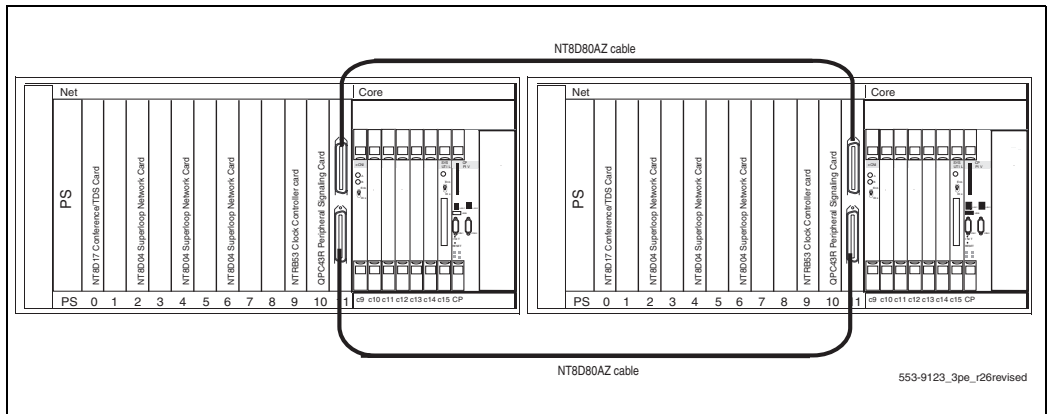 NT8D80AZ cable
Net
Core
PS
NT8D17 Conference/TDS Card
NT8D04 Superloop Network Card
NT8D04 Superloop Network Card
NT8D04 Superloop Network Card
NTRB53 Clock Controller card
QPC43R Peripheral Signaling Card
PS 0 1 2 3 4 5 6 7 8 9 10 11 c9 c10 c11 c12 c13 c14 c15 CP
Net
Core
PS
NT8D17 Conference/TDS Card
NT8D04 Superloop Network Card
NT8D04 Superloop Network Card
NT8D04 Superloop Network Card
NTRB53 Clock Controller card
QPC43R Peripheral Signaling Card
PS 0 1 2 3 4 5 6 7 8 9 10 11 c9 c10 c11 c12 c13 c14 c15 CP
NT8D80AZ cable
553-9123_3pe_r26revised